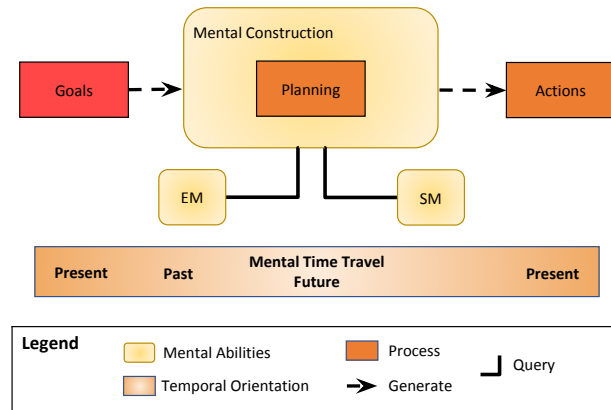 Mental Construction
Goals
Planning
Actions
EM
SM
Present
Past
Mental Time Travel
Future
Present
Legend
Mental Abilities
Process
Query
Temporal Orientation
Generate